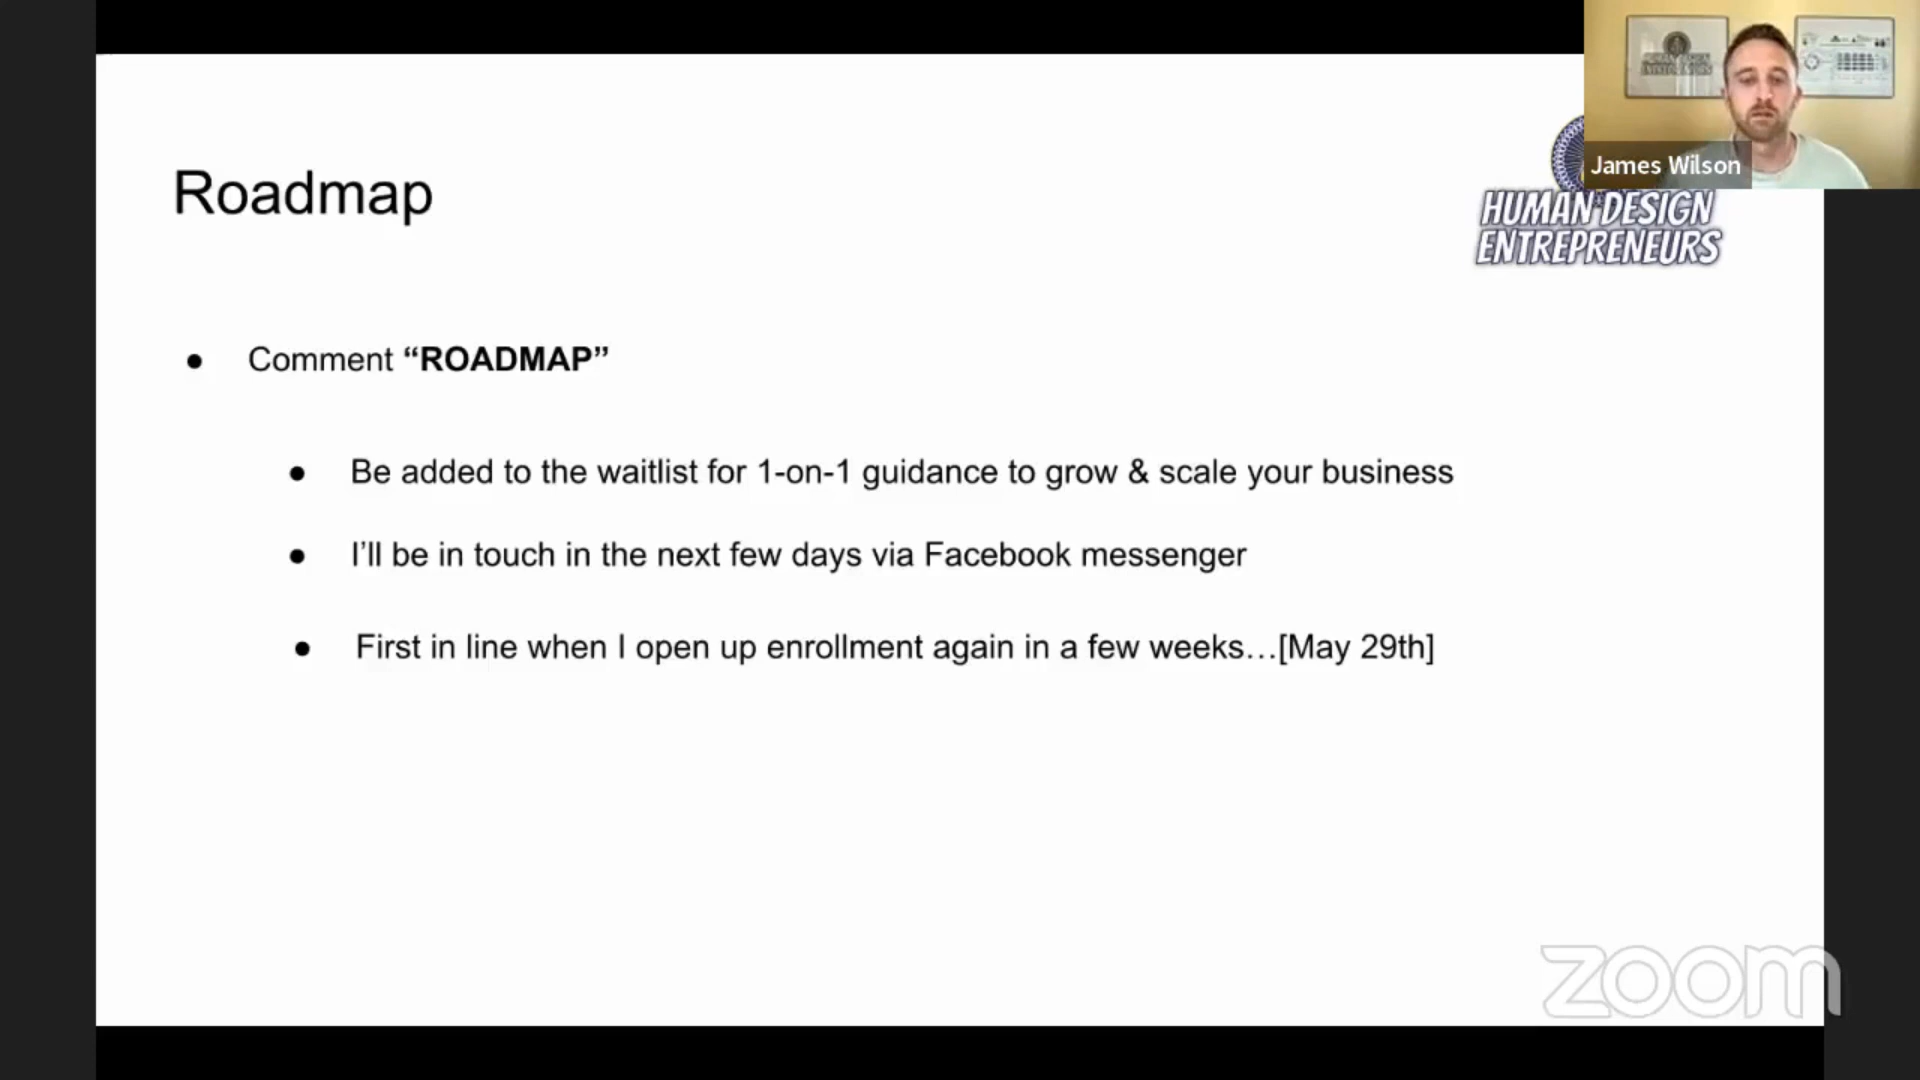 James Wilson
Roadmap
HUMAN DESIGN
ENTREPRENEURS
● Comment “ROADMAP”
● Be added to the waitlist for 1-on-1 guidance to grow & scale your business
● I’ll be in touch in the next few days via Facebook messenger
● First in line when I open up enrollment again in a few weeks…[May 29th]
zoom